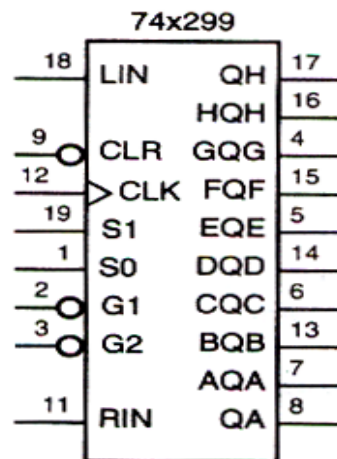 74x299
18 LIN QH 17
HQH 16
9 CLR GQG 4
12 CLK FQF 15
19 S1 EQE 5
1 S0 DQD 14
2 G1 CQC 6
3 G2 BQB 13
AQA 7
11 RIN QA 8